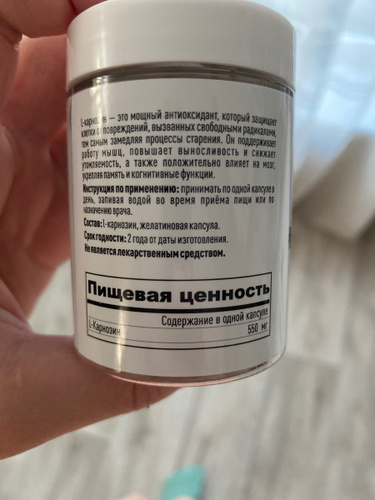 L-карнозин — это мощный антиоксидант, который защищает
клетки от повреждений, вызванных свободными радикалами,
тем самым замедляя процессы старения. Он поддерживает
работу мышц, повышает выносливость и снижает
утомляемость, а также положительно влияет на мозг,
укрепляя память и когнитивные функции.
Инструкция по применению: принимать по одной капсуле в
день, запивая водой во время приёма пищи или по
назначению врача.
Состав: L-карнозин, желатиновая капсула.
Срок годности: 2 года от даты изготовления.
Не является лекарственным средством.
Пищевая ценность
Содержание в одной капсуле
L-Карнозин 550 мг